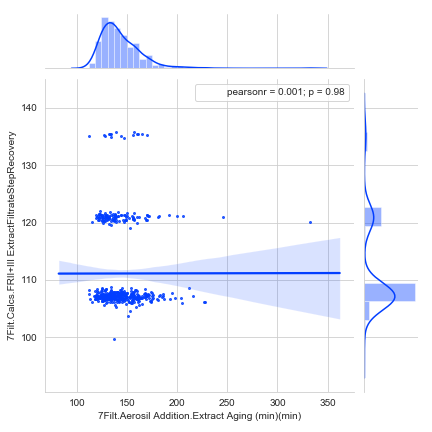 pearsonr = 0.001; p = 0.98
140
130
120
110
100
7Filt.Calcs.FRII+III ExtractFiltrateStepRecovery
100 150 200 250 300 350
7Filt.Aerosil Addition.Extract Aging (min)(min)